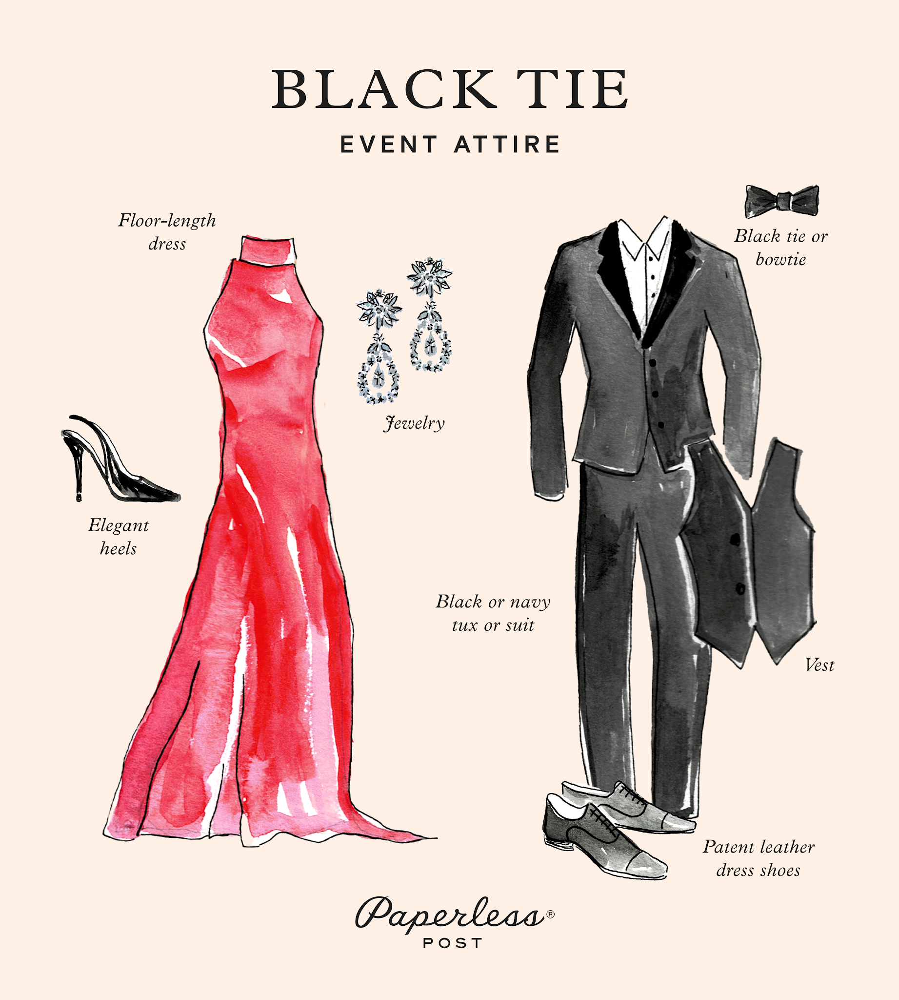 BLACK TIE
EVENT ATTIRE
Floor-length
dress
Jewelry
Elegant
heels
Black tie or
bowtie
Black or navy
tux or suit
Vest
Patent leather
dress shoes
Paperless®
POST